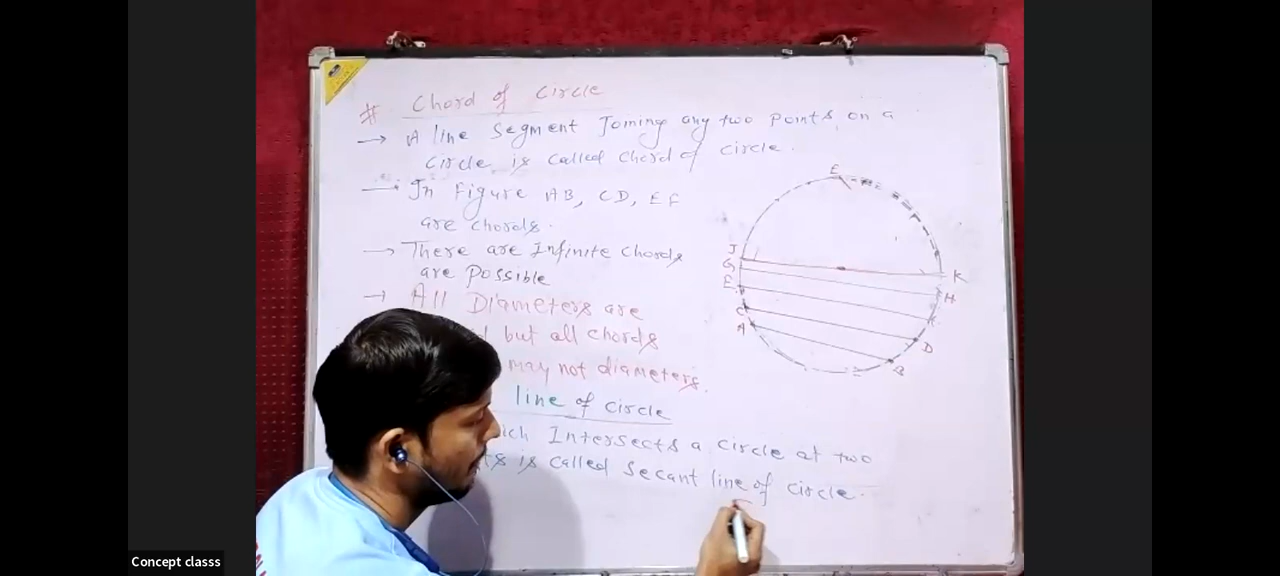 # Chord of Circle
→ A line segment Joining any two points on a
circle is called chord of circle.
→ In Figure AB, CD, EF
are chords.
→ There are Infinite chords
are possible
→ All Diameters are
but all chords
may not diameters.
line of circle
Intersects a circle at two
is called secant line of circle.
E
J
K
G
H
E
C
D
A
B
Concept classs